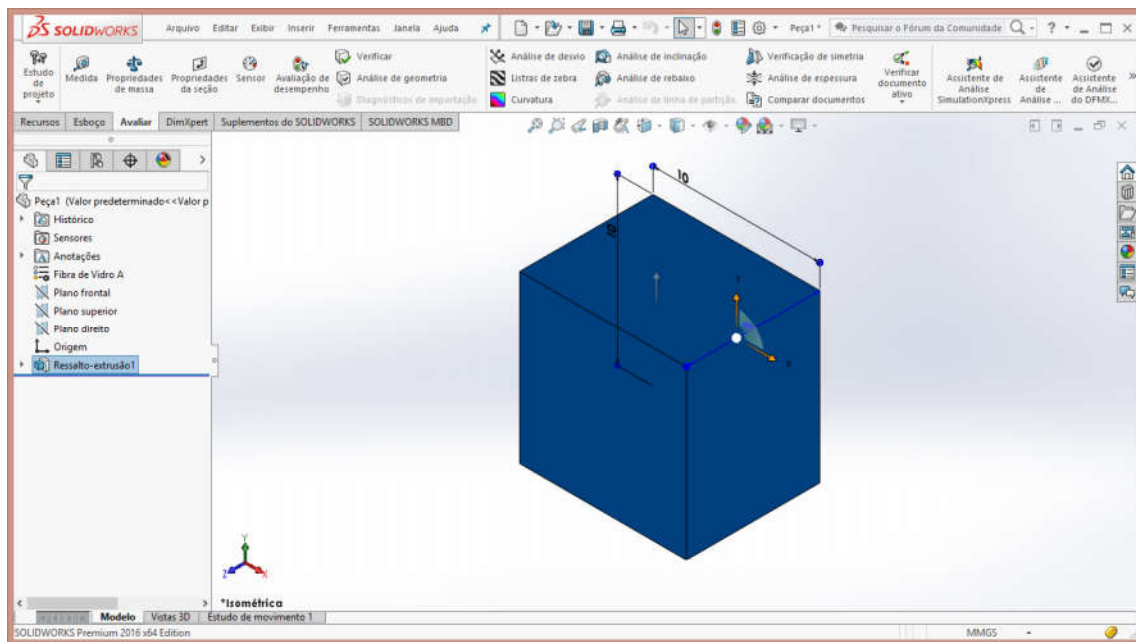 SOLIDWORKS Arquivo Editar Exibir Inserir Ferramentas Janela Ajuda Peça1 * Pesquisar o Fórum da Comunidade ?
Estudo de projeto
Medida
Propriedades de massa
Propriedades da seção
Sensor
Avaliação de desempenho
Verificar
Análise de geometria
Diagnósticos de importação
Análise de desvio
Listras de zebra
Curvatura
Análise de inclinação
Análise de rebaixo
Análise de linha de partição
Verificação de simetria
Análise de espessura
Comparar documentos
Verificar documento ativo
Assistente de Análise SimulationXpress
Assistente de Análise ...
Assistente de Análise do DFMX...
Recursos Esboço Avaliar DimXpert Suplementos do SOLIDWORKS SOLIDWORKS MBD
Peça1 (Valor predeterminado<<Valor p
Histórico
Sensores
Anotações
Fibra de Vidro A
Plano frontal
Plano superior
Plano direito
Origem
Ressalto-extrusão1
10
10
Y
X
Y
Z
X
*Isométrica
Modelo Vistas 3D Estudo de movimento 1
SOLIDWORKS Premium 2016 x64 Edition MMGS -